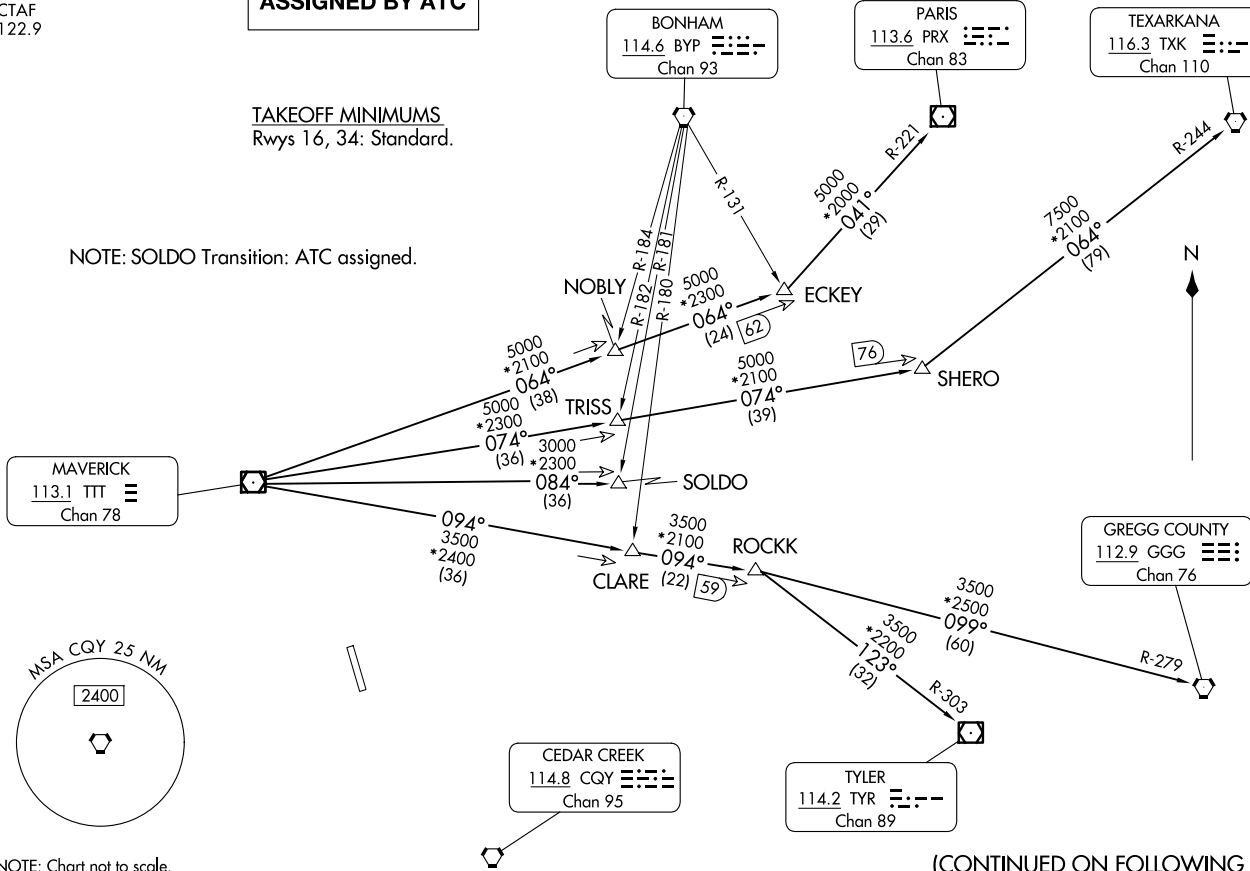 CTAF
122.9
ASSIGNED BY ATC
TAKEOFF MINIMUMS
Rwys 16, 34: Standard.
NOTE: SOLDO Transition: ATC assigned.
BONHAM
114.6 BYP
Chan 93
PARIS
113.6 PRX
Chan 83
TEXARKANA
116.3 TXK
Chan 110
R-221
R-244
R-131
R-184
R-181
R-182
R-180
5000
*2000
041°
(29)
7500
*2100
064°
(79)
N
NOBLY
5000
*2300
064°
(24)
62
ECKEY
5000
*2100
064°
(38)
TRISS
5000
*2100
074°
(39)
76
SHERO
5000
*2300
074°
(36)
3000
*2300
084°
(36)
SOLDO
MAVERICK
113.1 TTT
Chan 78
094°
3500
*2400
(36)
CLARE
3500
*2100
094°
(22)
59
ROCKK
GREGG COUNTY
112.9 GGG
Chan 76
3500
*2500
099°
(60)
R-279
3500
*2200
123°
(32)
R-303
MSA CQY 25 NM
2400
CEDAR CREEK
114.8 CQY
Chan 95
TYLER
114.2 TYR
Chan 89
NOTE: Chart not to scale.
(CONTINUED ON FOLLOWING